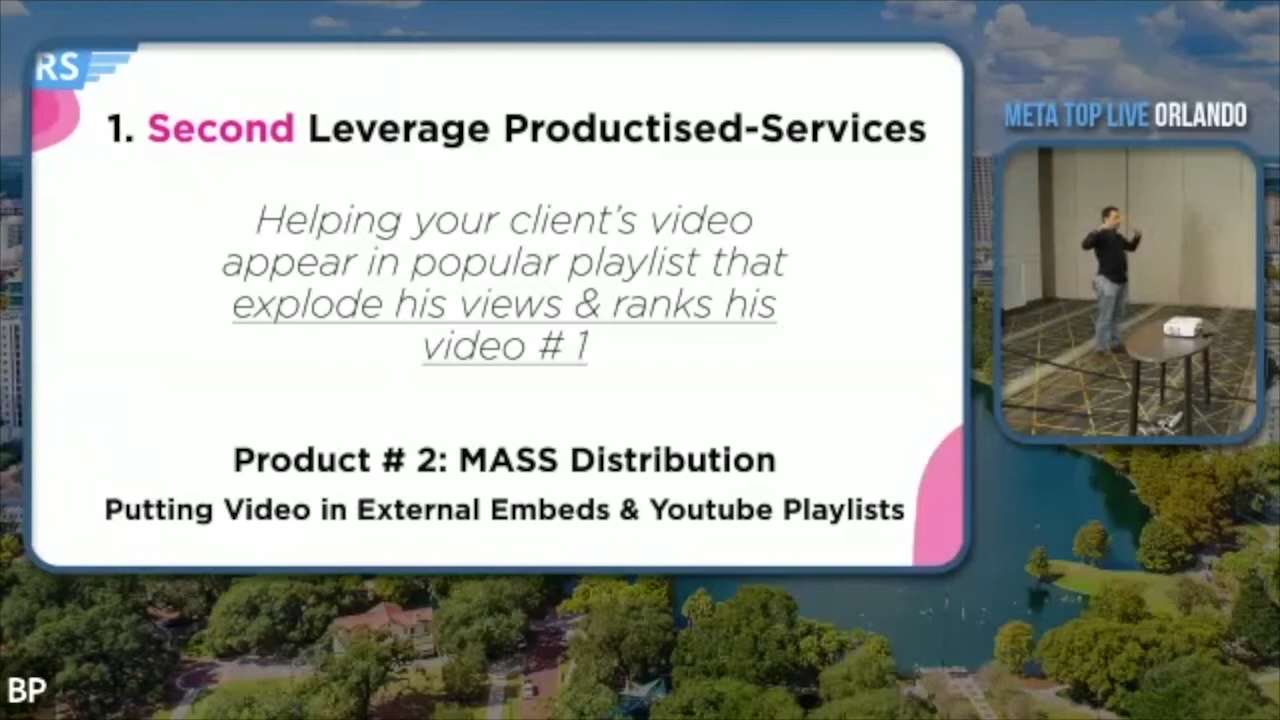 RS
1. Second Leverage Productised-Services
META TOP LIVE ORLANDO
Helping your client's video
appear in popular playlist that
explode his views & ranks his
video # 1
Product # 2: MASS Distribution
Putting Video in External Embeds & Youtube Playlists
BP